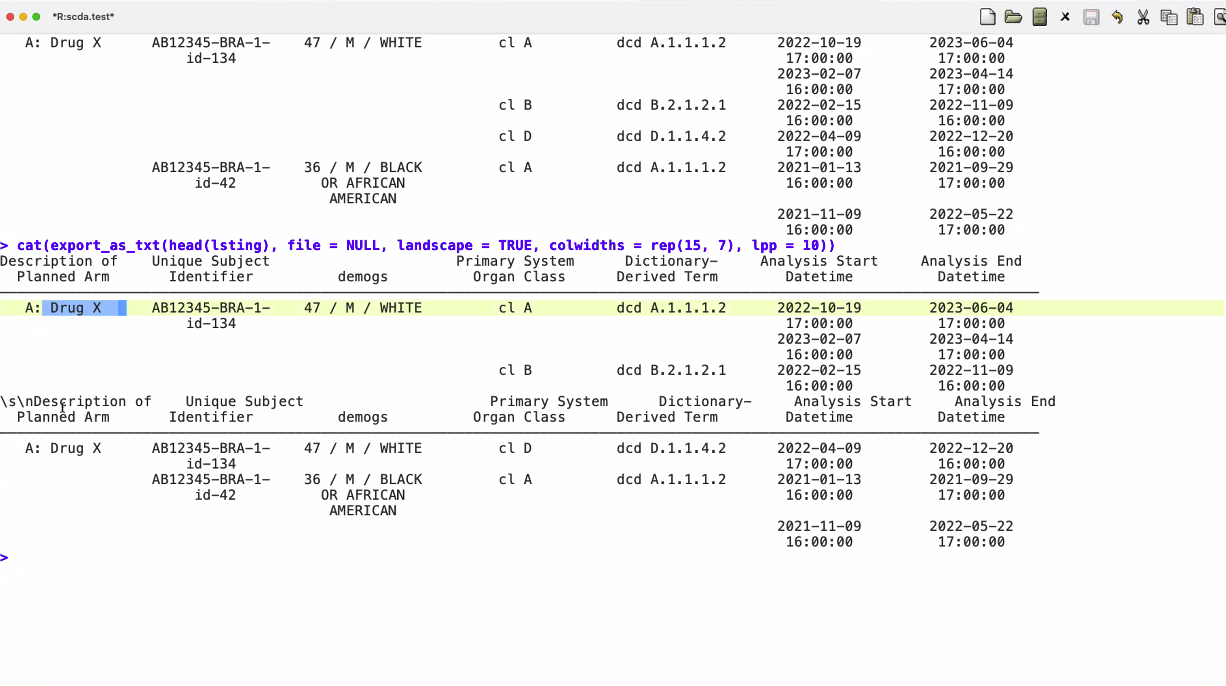 *R:scda.test*
A: Drug X AB12345-BRA-1- 47 / M / WHITE cl A dcd A.1.1.1.2 2022-10-19 2023-06-04
id-134 17:00:00 17:00:00
2023-02-07 2023-04-14
16:00:00 17:00:00
cl B dcd B.2.1.2.1 2022-02-15 2022-11-09
16:00:00 16:00:00
cl D dcd D.1.1.4.2 2022-04-09 2022-12-20
17:00:00 16:00:00
AB12345-BRA-1- 36 / M / BLACK cl A dcd A.1.1.1.2 2021-01-13 2021-09-29
id-42 OR AFRICAN 16:00:00 17:00:00
AMERICAN
2021-11-09 2022-05-22
16:00:00 17:00:00
> cat(export_as_txt(head(lsting), file = NULL, landscape = TRUE, colwidths = rep(15, 7), lpp = 10))
Description of Unique Subject Primary System Dictionary- Analysis Start Analysis End
Planned Arm Identifier demogs Organ Class Derived Term Datetime Datetime
A: Drug X AB12345-BRA-1- 47 / M / WHITE cl A dcd A.1.1.1.2 2022-10-19 2023-06-04
id-134 17:00:00 17:00:00
2023-02-07 2023-04-14
16:00:00 17:00:00
cl B dcd B.2.1.2.1 2022-02-15 2022-11-09
16:00:00 16:00:00
\s\nDescription of Unique Subject Primary System Dictionary- Analysis Start Analysis End
Planned Arm Identifier demogs Organ Class Derived Term Datetime Datetime
A: Drug X AB12345-BRA-1- 47 / M / WHITE cl D dcd D.1.1.4.2 2022-04-09 2022-12-20
id-134 17:00:00 16:00:00
AB12345-BRA-1- 36 / M / BLACK cl A dcd A.1.1.1.2 2021-01-13 2021-09-29
id-42 OR AFRICAN 16:00:00 17:00:00
AMERICAN
2021-11-09 2022-05-22
16:00:00 17:00:00
>